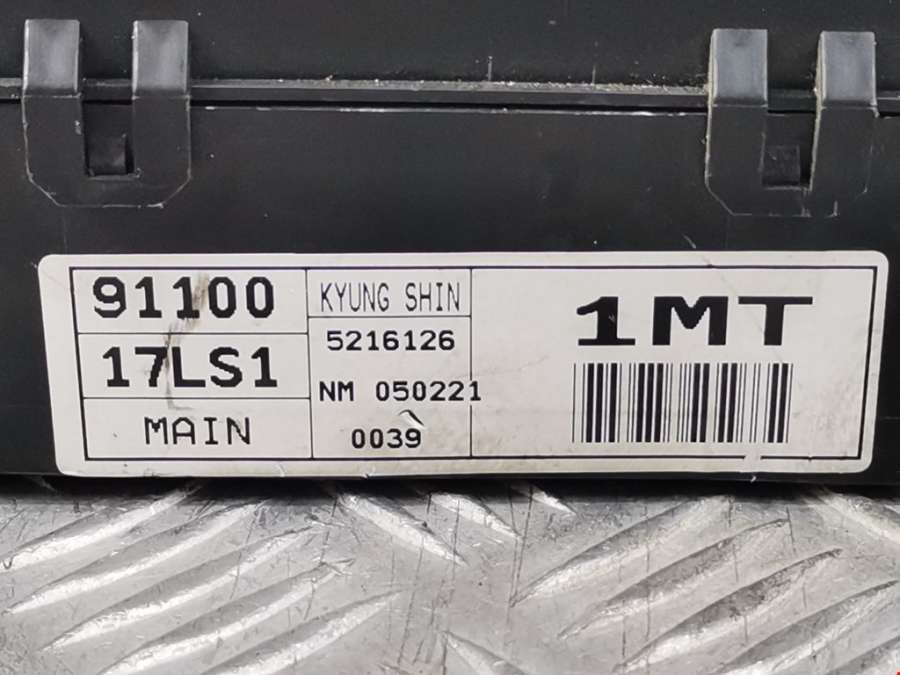 91100
17LS1
MAIN
KYUNG SHIN
5216126
NM 050221
0039
1MT